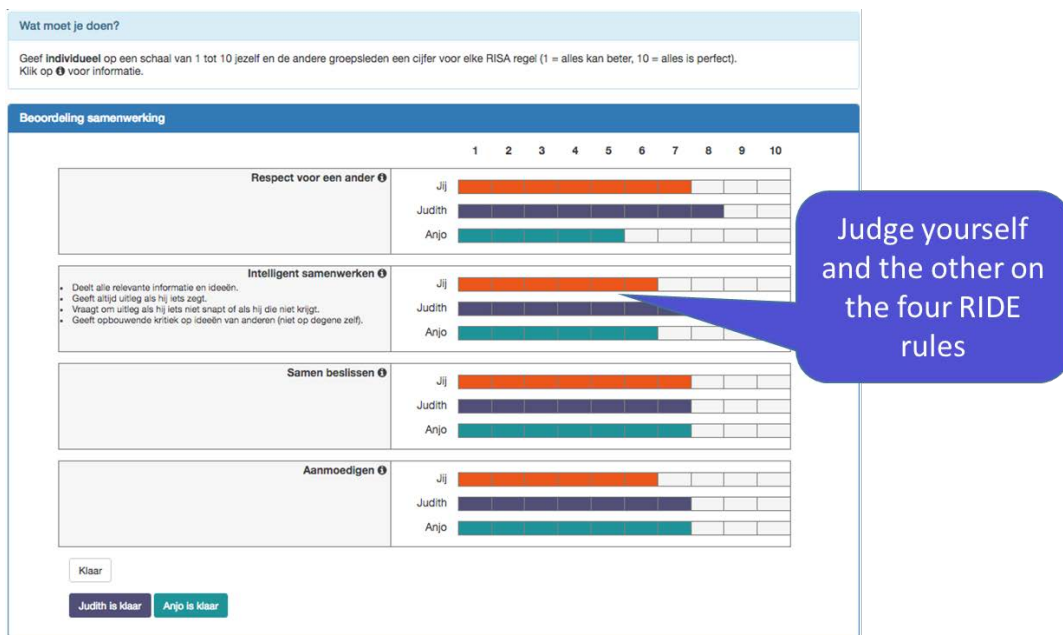 Wat moet je doen?
Geef individueel op een schaal van 1 tot 10 jezelf en de andere groepsleden een cijfer voor elke RISA regel (1 = alles kan beter, 10 = alles is perfect).
Klik op voor informatie.
Beoordeling samenwerking
1 2 3 4 5 6 7 8 9 10
Respect voor een ander
Jij
Judith
Anjo
Intelligent samenwerken
• Deelt alle relevante informatie en ideeën.
• Geeft altijd uitleg als hij iets zegt.
• Vraagt om uitleg als hij iets niet snapt of als hij die niet krijgt.
• Geeft opbouwende kritiek op ideeën van anderen (niet op degene zelf).
Jij
Judith
Anjo
Samen beslissen
Jij
Judith
Anjo
Aanmoedigen
Jij
Judith
Anjo
Klaar
Judith is klaar Anjo is klaar
Judge yourself
and the other on
the four RIDE
rules